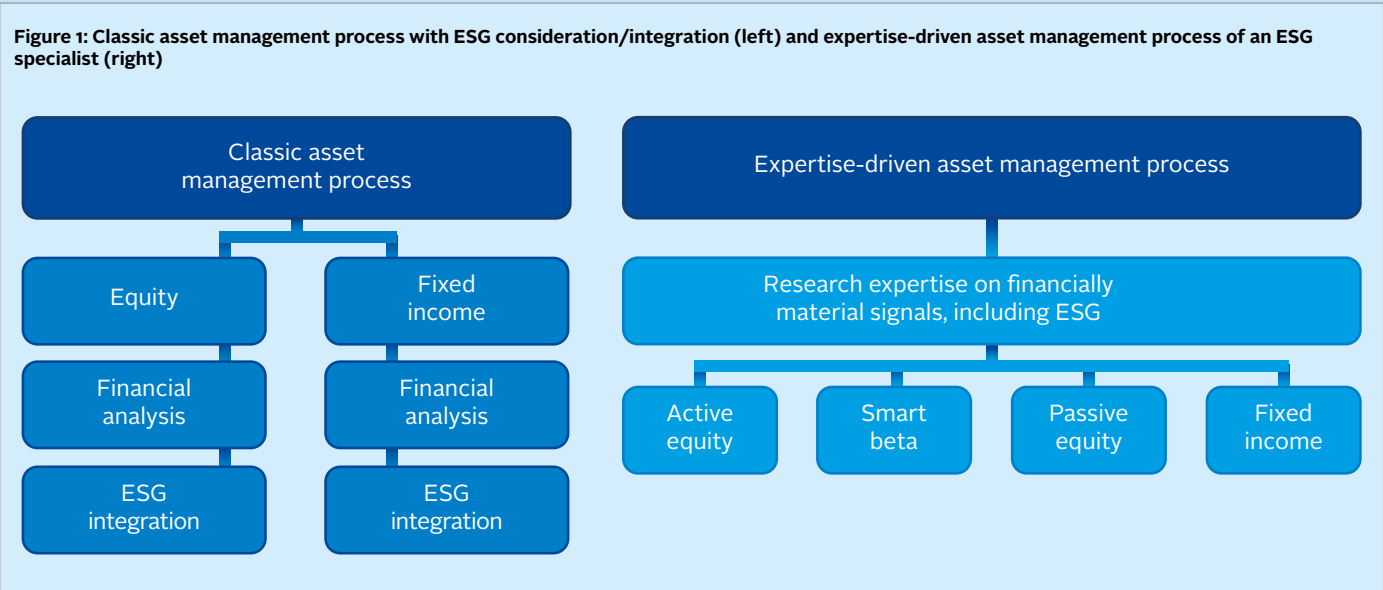 Figure 1: Classic asset management process with ESG consideration/integration (left) and expertise-driven asset management process of an ESG
specialist (right)
Classic asset
management process
Equity
Fixed
income
Financial
analysis
Financial
analysis
ESG
integration
ESG
integration
Expertise-driven asset management process
Research expertise on financially
material signals, including ESG
Active
equity
Smart
beta
Passive
equity
Fixed
income